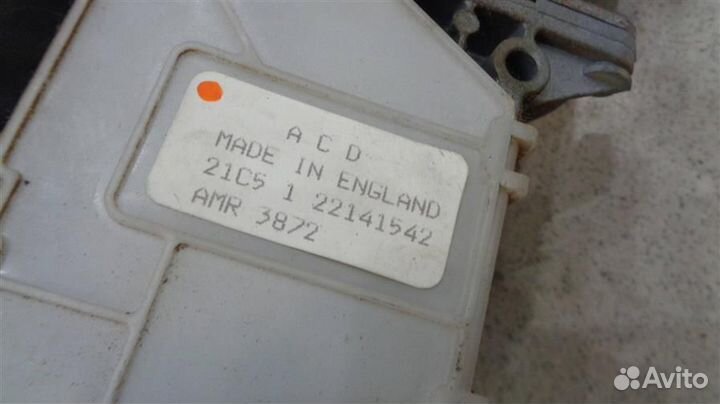 A C D
MADE IN ENGLAND
21C5 1 22141542
AMR 3872
Avito